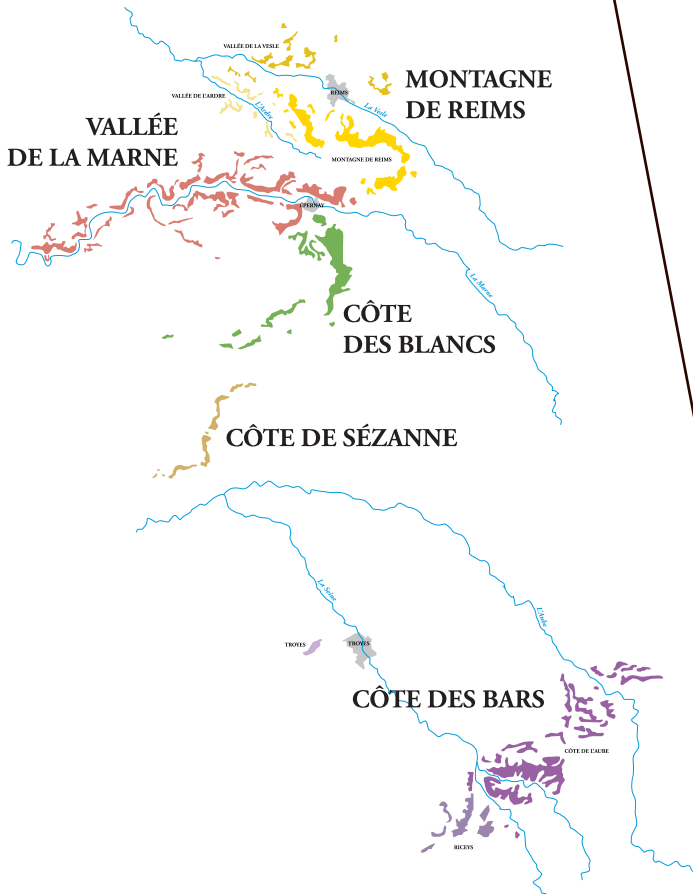 VALLÉE DE LA VESLE
MONTAGNE
DE REIMS
REIMS
VALLÉE DE L'ARDRE
L'Ardre
La Vesle
VALLÉE
DE LA MARNE
MONTAGNE DE REIMS
ÉPERNAY
La Marne
CÔTE
DES BLANCS
CÔTE DE SÉZANNE
La Seine
L'Aube
TROYES
TROYES
CÔTE DES BARS
CÔTE DE L'AUBE
RICEYS